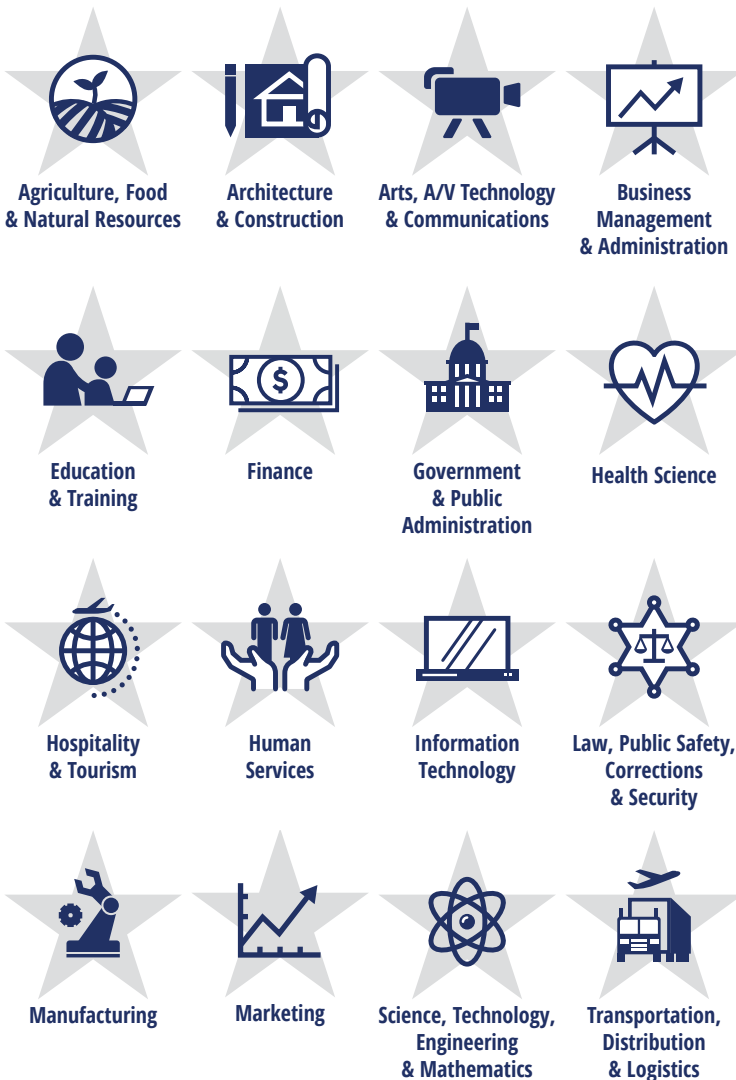 Agriculture, Food
& Natural Resources
Architecture
& Construction
Arts, A/V Technology
& Communications
Business
Management
& Administration
Education
& Training
$
Finance
Government
& Public
Administration
Health Science
Hospitality
& Tourism
Human
Services
Information
Technology
Law, Public Safety,
Corrections
& Security
Manufacturing
Marketing
Science, Technology,
Engineering
& Mathematics
Transportation,
Distribution
& Logistics